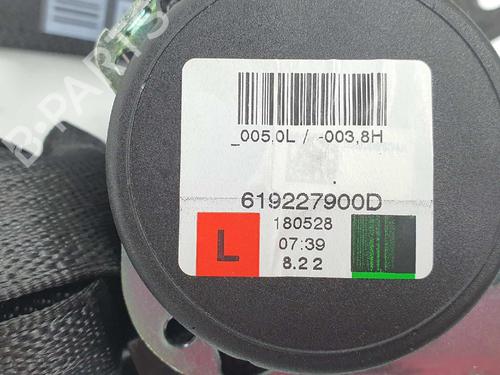 _005,0L / -003,8H
619227900D
L
180528
07:39
8.2 2
B-PARTS